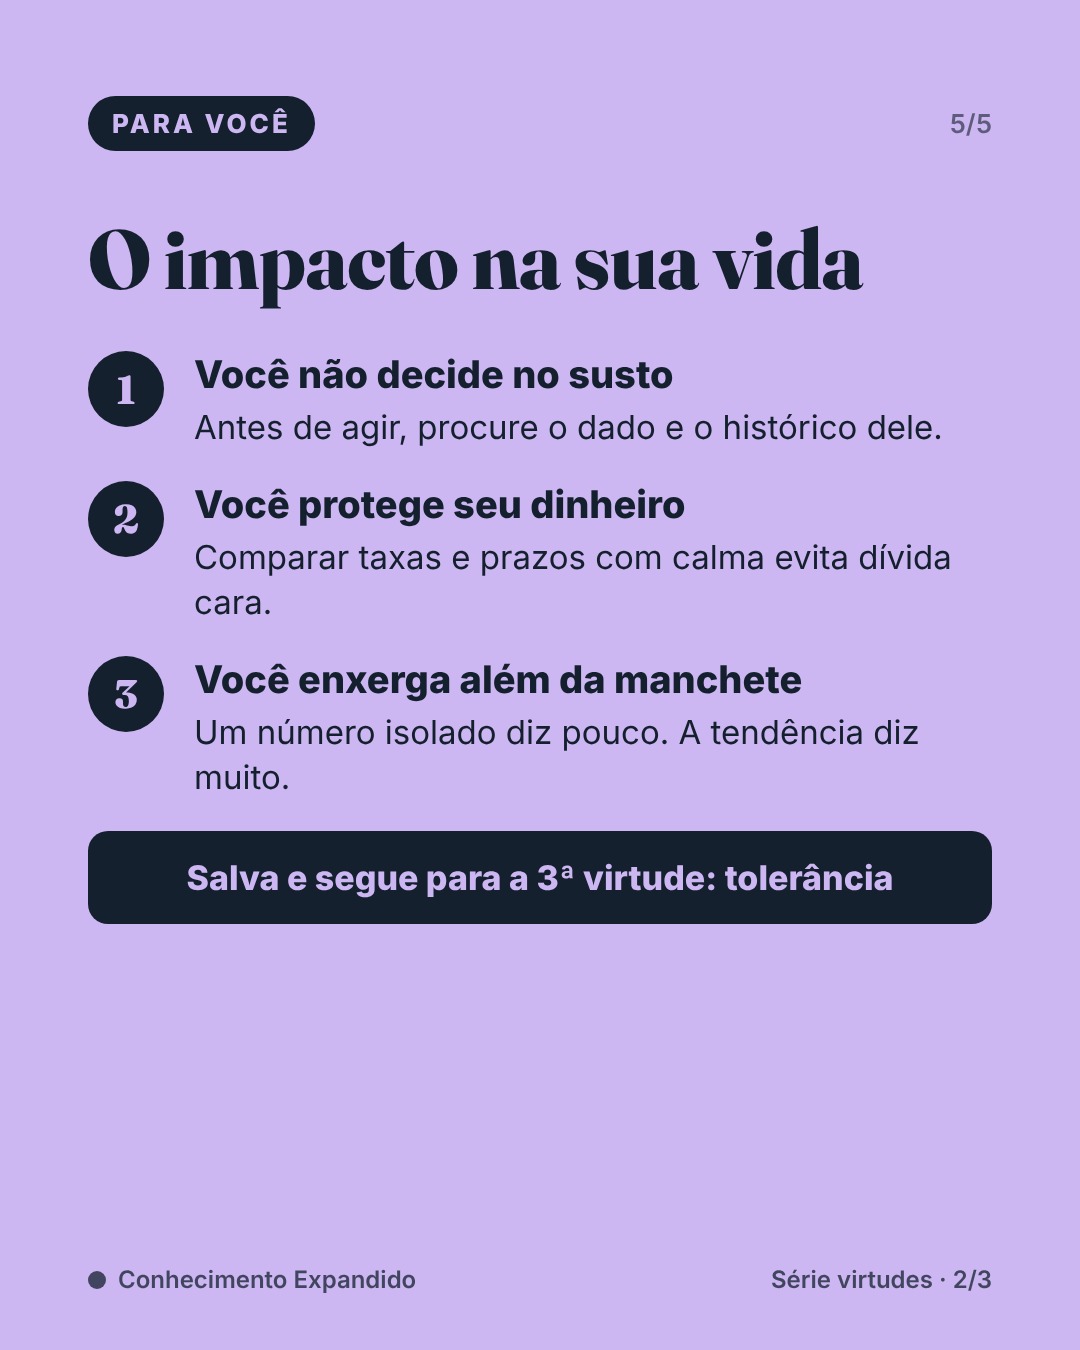 PARA VOCÊ
5/5
O impacto na sua vida
1
Você não decide no susto
Antes de agir, procure o dado e o histórico dele.
2
Você protege seu dinheiro
Comparar taxas e prazos com calma evita dívida
cara.
3
Você enxerga além da manchete
Um número isolado diz pouco. A tendência diz
muito.
Salva e segue para a 3ª virtude: tolerância
Conhecimento Expandido
Série virtudes · 2/3